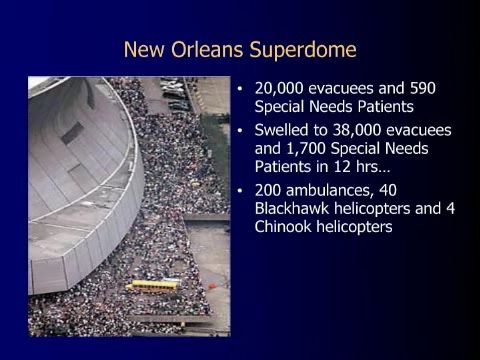 New Orleans Superdome
• 20,000 evacuees and 590
Special Needs Patients
• Swelled to 38,000 evacuees
and 1,700 Special Needs
Patients in 12 hrs…
• 200 ambulances, 40
Blackhawk helicopters and 4
Chinook helicopters